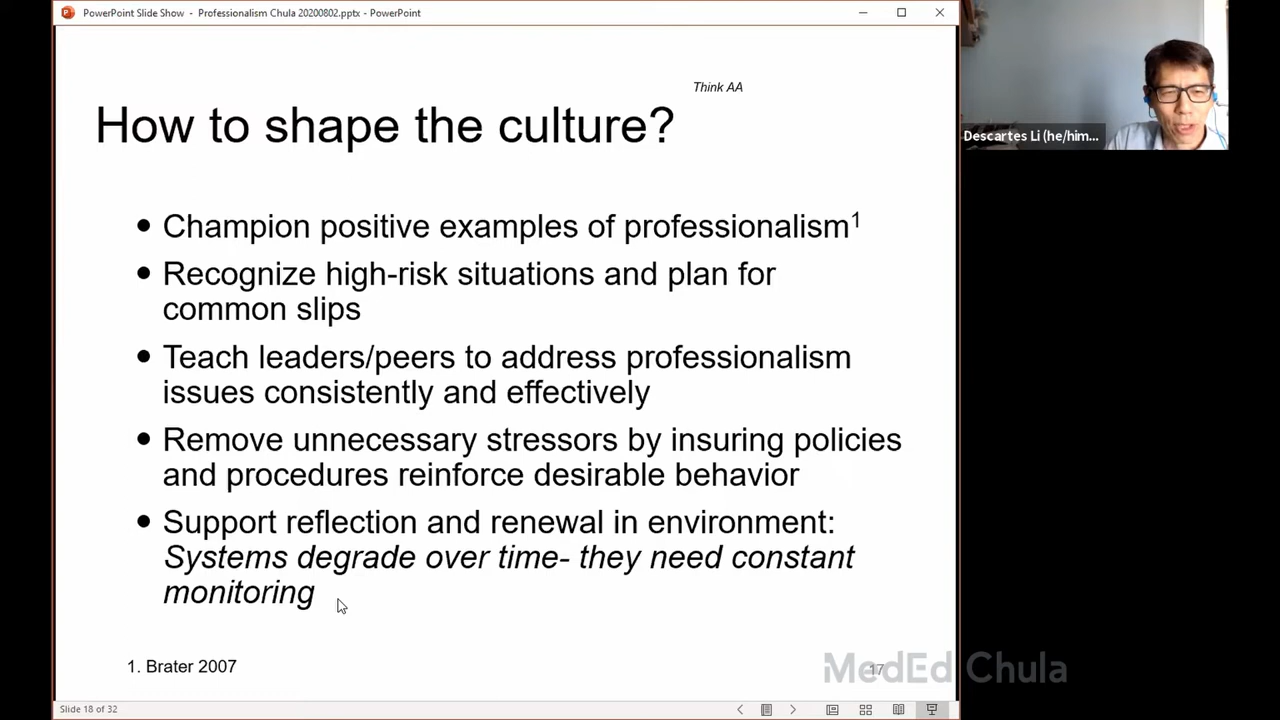 PowerPoint Slide Show - Professionalism Chula 20200802.pptx - PowerPoint
Think AA
How to shape the culture?
Descartes Li (he/him...
• Champion positive examples of professionalism1
• Recognize high-risk situations and plan for
common slips
• Teach leaders/peers to address professionalism
issues consistently and effectively
• Remove unnecessary stressors by insuring policies
and procedures reinforce desirable behavior
• Support reflection and renewal in environment:
Systems degrade over time- they need constant
monitoring
1. Brater 2007
17
MedEd Chula
Slide 18 of 32